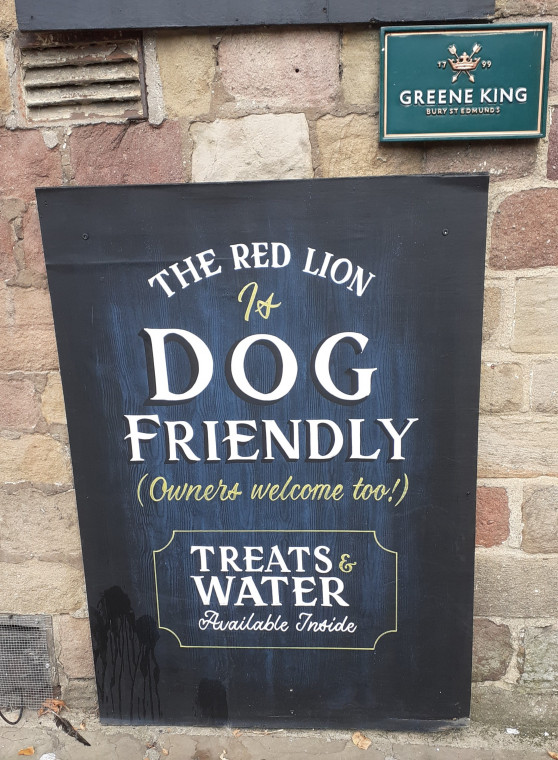 17 99
GREENE KING
BURY ST EDMUNDS
THE RED LION
Is
DOG
FRIENDLY
(Owners welcome too!)
TREATS &
WATER
Available Inside